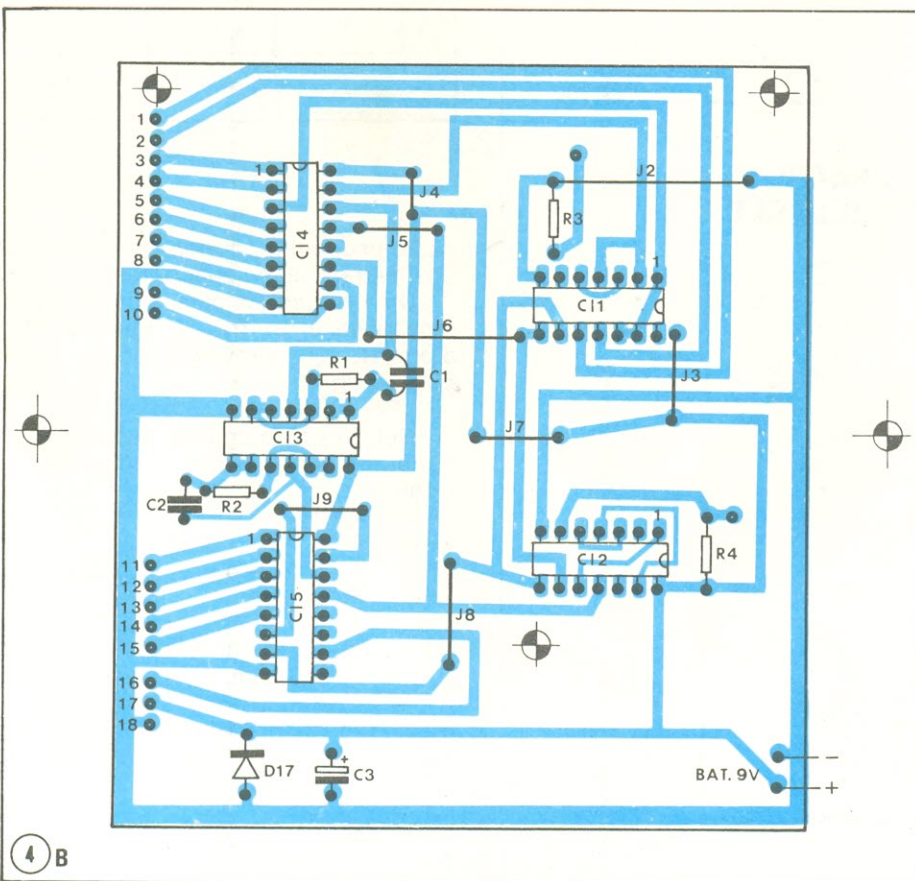 1
2
3
4
5
6
7
8
9
10
1
CI4
J4
J5
J2
R3
1
CI1
J6
J3
R1
C1
1
CI3
J7
C2
R2
J9
11
12
13
14
15
16
17
18
1
CI5
J8
1
CI2
R4
D17
+
C3
BAT. 9V
−
+
4 B